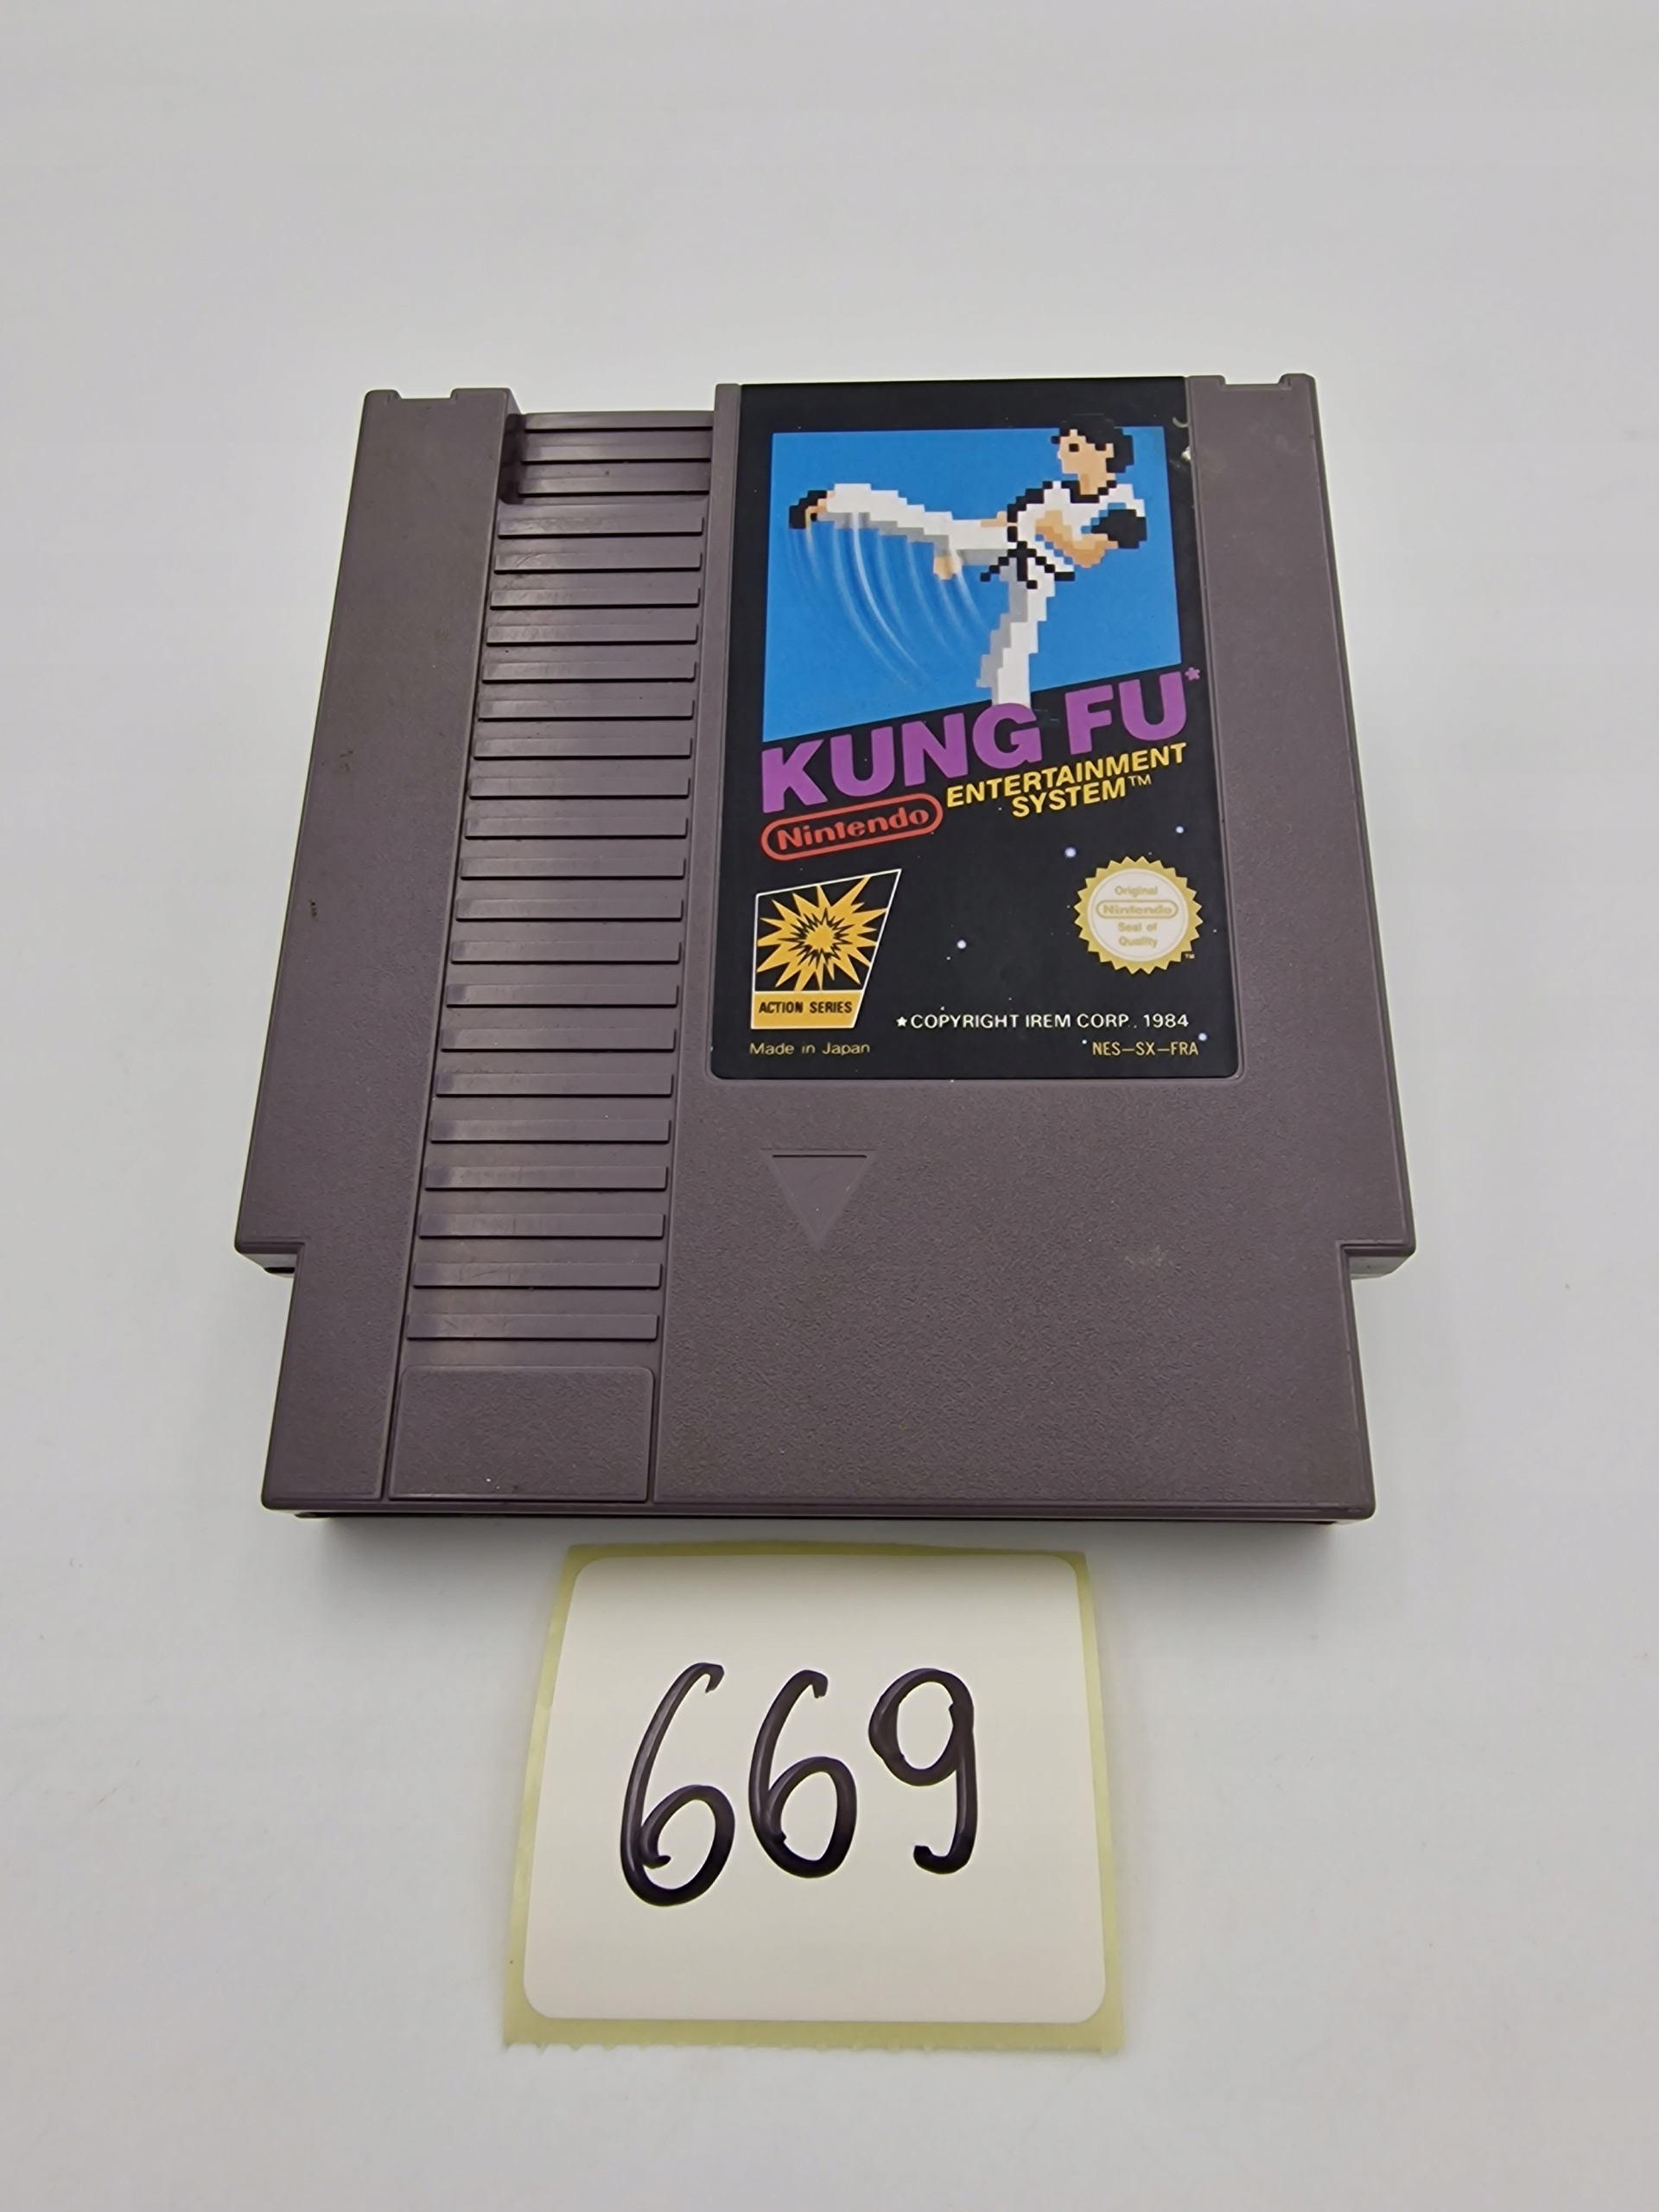 KUNG FU*
Nintendo ENTERTAINMENT
SYSTEM™
Original
Nintendo
Seal of
Quality
™
ACTION SERIES
★COPYRIGHT IREM CORP. 1984
Made in Japan
NES-SX-FRA
669